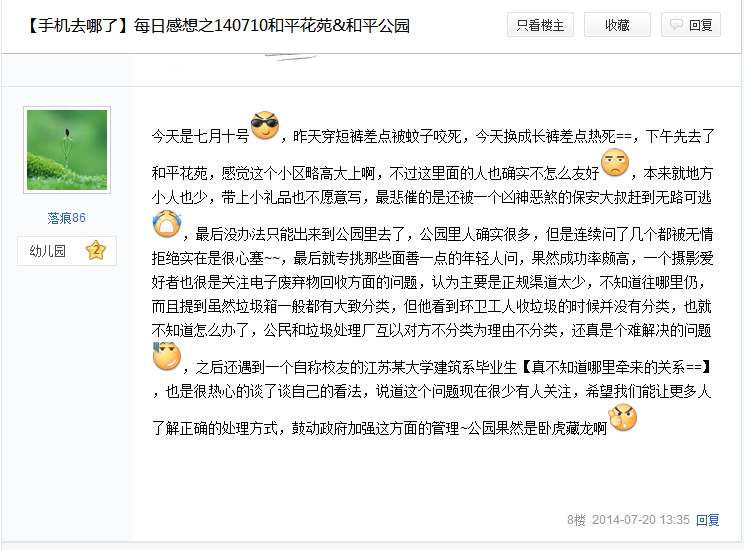 【手机去哪了】每日感想之140710和平花苑&和平公园
只看楼主
收藏
回复
今天是七月十号，昨天穿短裤差点被蚊子咬死，今天换成长裤差点热死==，下午先去了
和平花苑，感觉这个小区略高大上啊，不过这里面的人也确实不怎么友好，本来就地方
小人也少，带上小礼品也不愿意写，最悲催的是还被一个凶神恶煞的保安大叔赶到无路可逃
，最后没办法只能出来到公园里去了，公园里人确实很多，但是连续问了几个都被无情
拒绝实在是很心塞~~，最后就专挑那些面善一点的年轻人问，果然成功率颇高，一个摄影爱
好者也很是关注电子废弃物回收方面的问题，认为主要是正规渠道太少，不知道往哪里仍，
而且提到虽然垃圾箱一般都有大致分类，但他看到环卫工人收垃圾的时候并没有分类，也就
不知道怎么办了，公民和垃圾处理厂互以对方不分类为理由不分类，还真是个难解决的问题
，之后还遇到一个自称校友的江苏某大学建筑系毕业生【真不知道哪里牵来的关系==】
，也是很热心的谈了谈自己的看法，说道这个问题现在很少有人关注，希望我们能让更多人
了解正确的处理方式，鼓动政府加强这方面的管理~公园果然是卧虎藏龙啊
落痕86
幼儿园 2
8楼 2014-07-20 13:35 回复